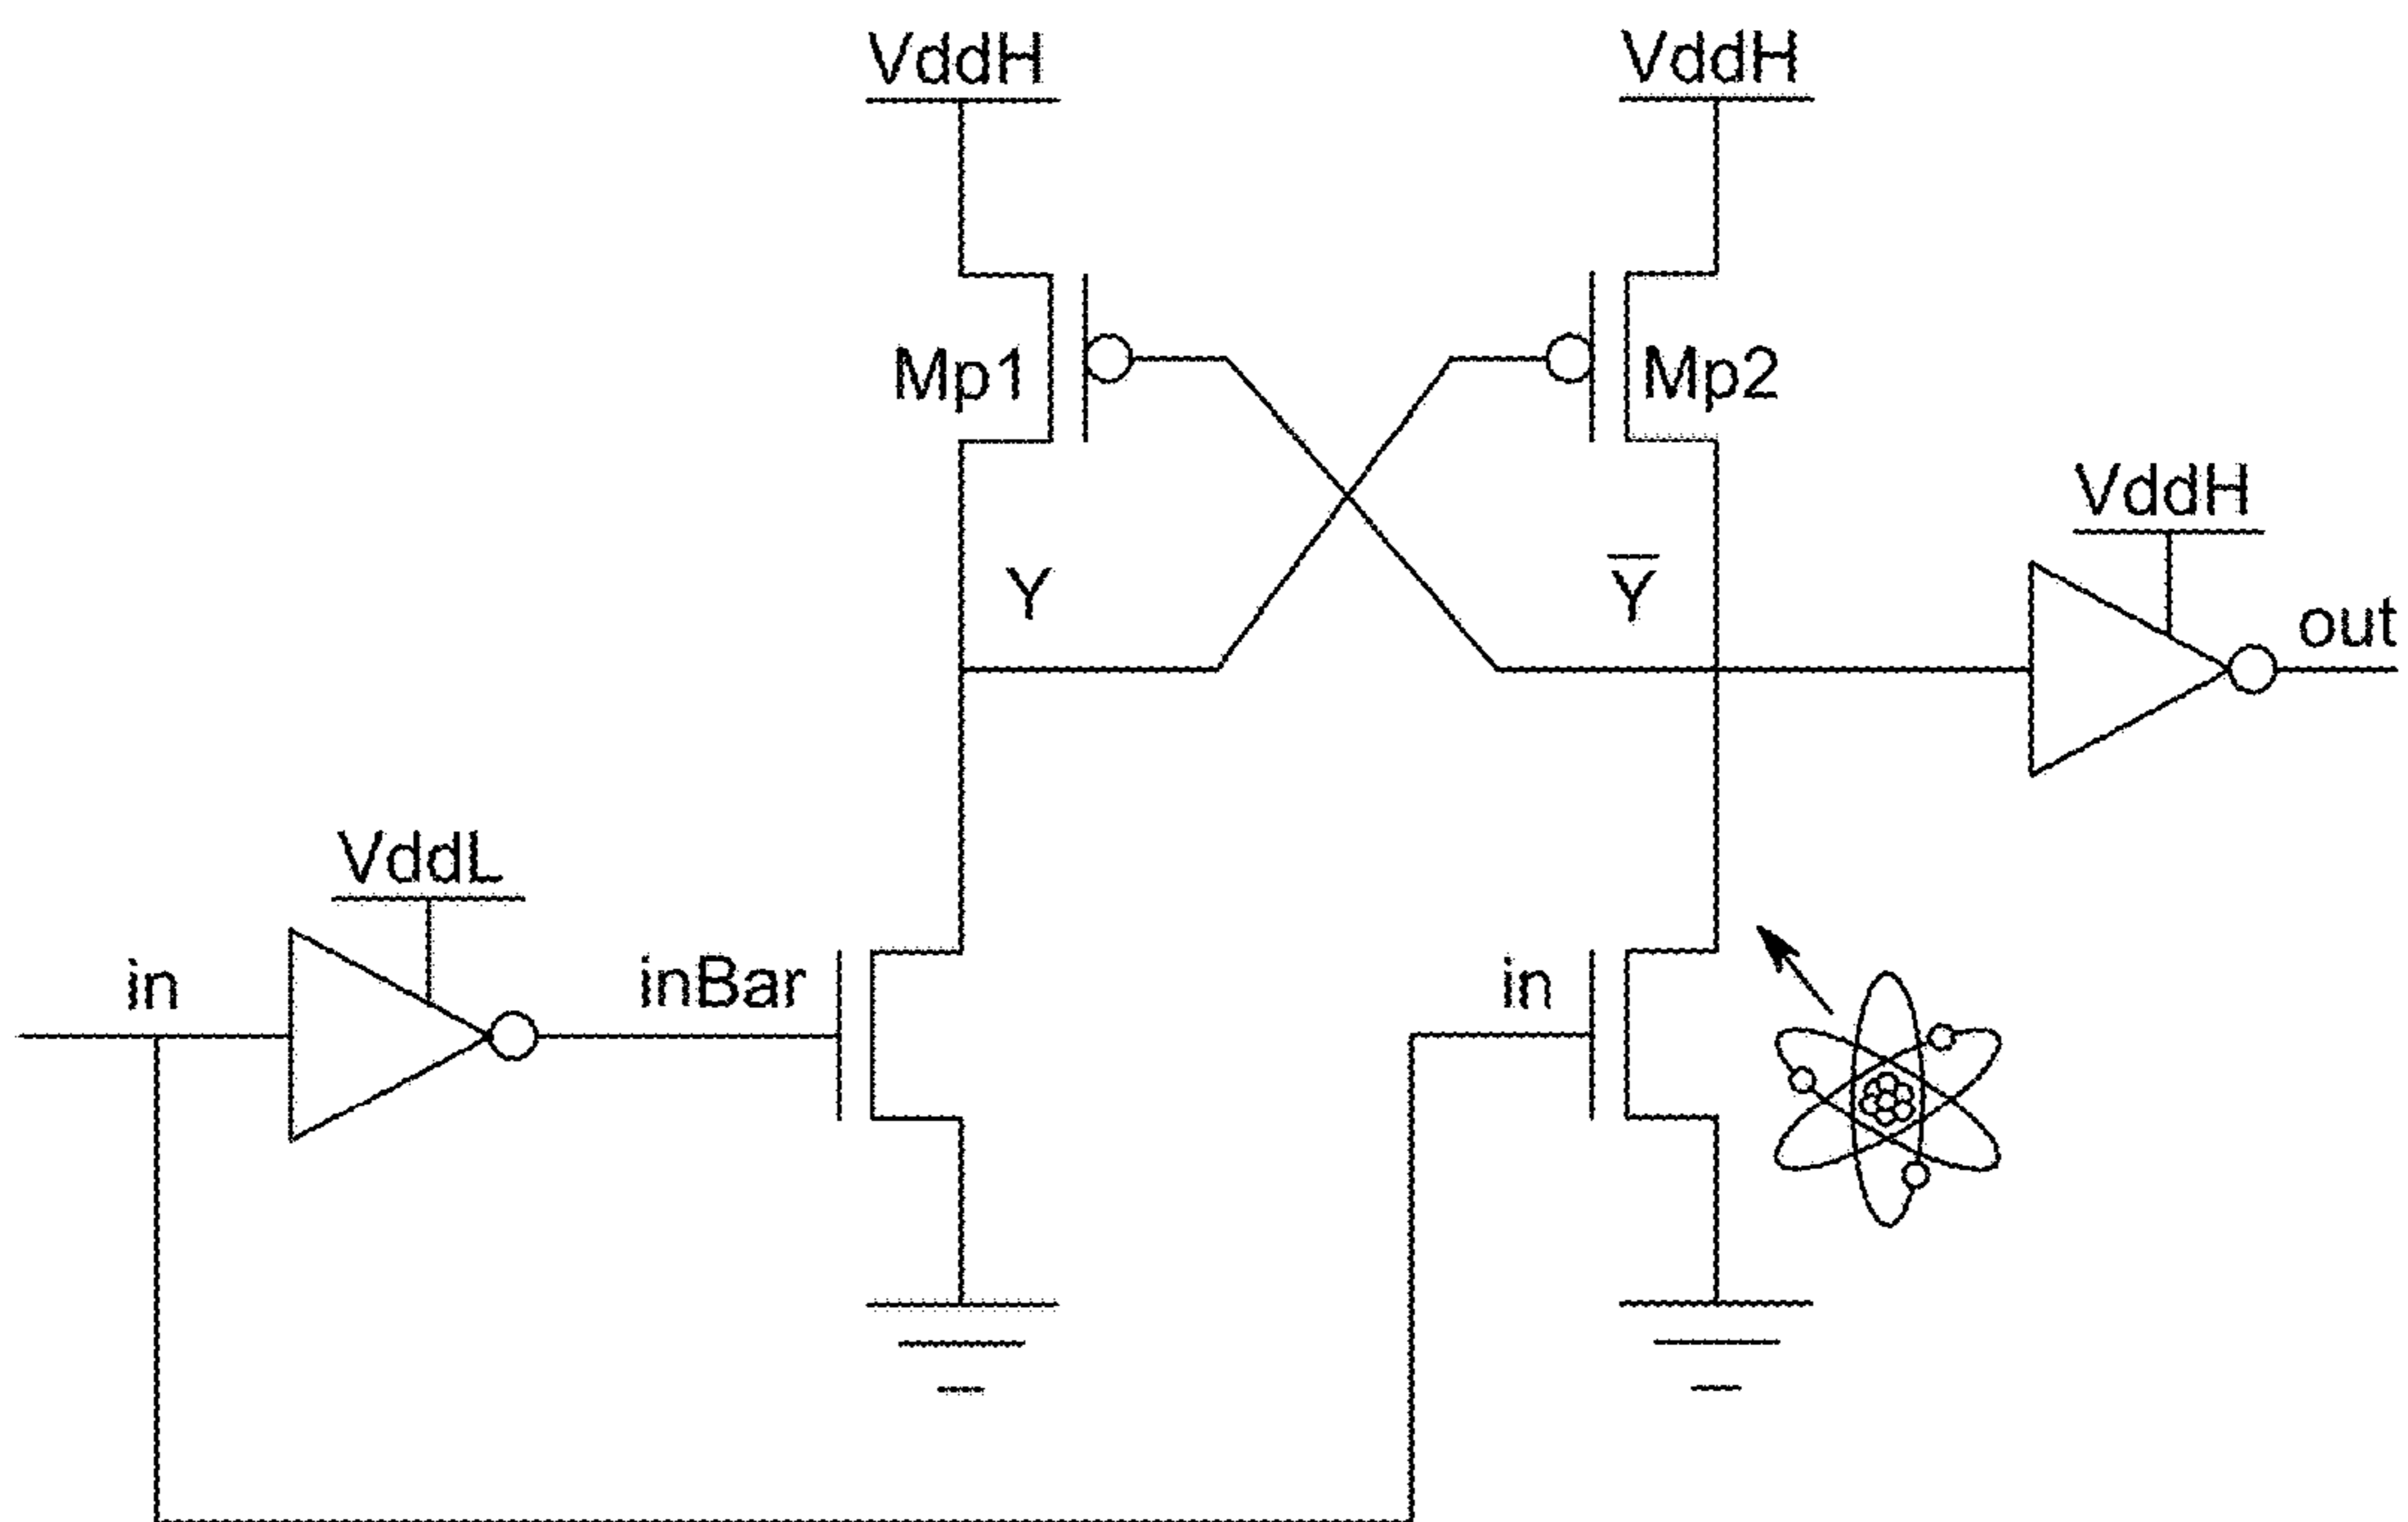 VddH
VddH
Mp1
Mp2
VddH
Y
Y̅
out
VddL
in
inBar
in